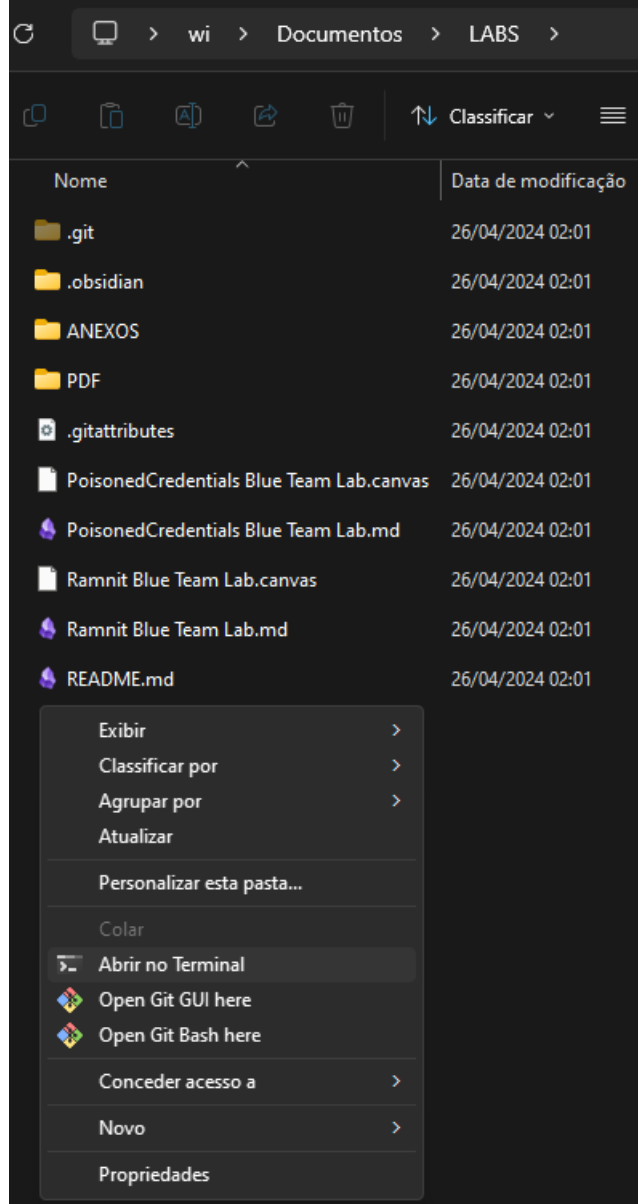 wi > Documentos > LABS >
Classificar
Nome Data de modificação
.git 26/04/2024 02:01
.obsidian 26/04/2024 02:01
ANEXOS 26/04/2024 02:01
PDF 26/04/2024 02:01
.gitattributes 26/04/2024 02:01
PoisonedCredentials Blue Team Lab.canvas 26/04/2024 02:01
PoisonedCredentials Blue Team Lab.md 26/04/2024 02:01
Ramnit Blue Team Lab.canvas 26/04/2024 02:01
Ramnit Blue Team Lab.md 26/04/2024 02:01
README.md 26/04/2024 02:01
Exibir
Classificar por
Agrupar por
Atualizar
Personalizar esta pasta...
Colar
Abrir no Terminal
Open Git GUI here
Open Git Bash here
Conceder acesso a
Novo
Propriedades